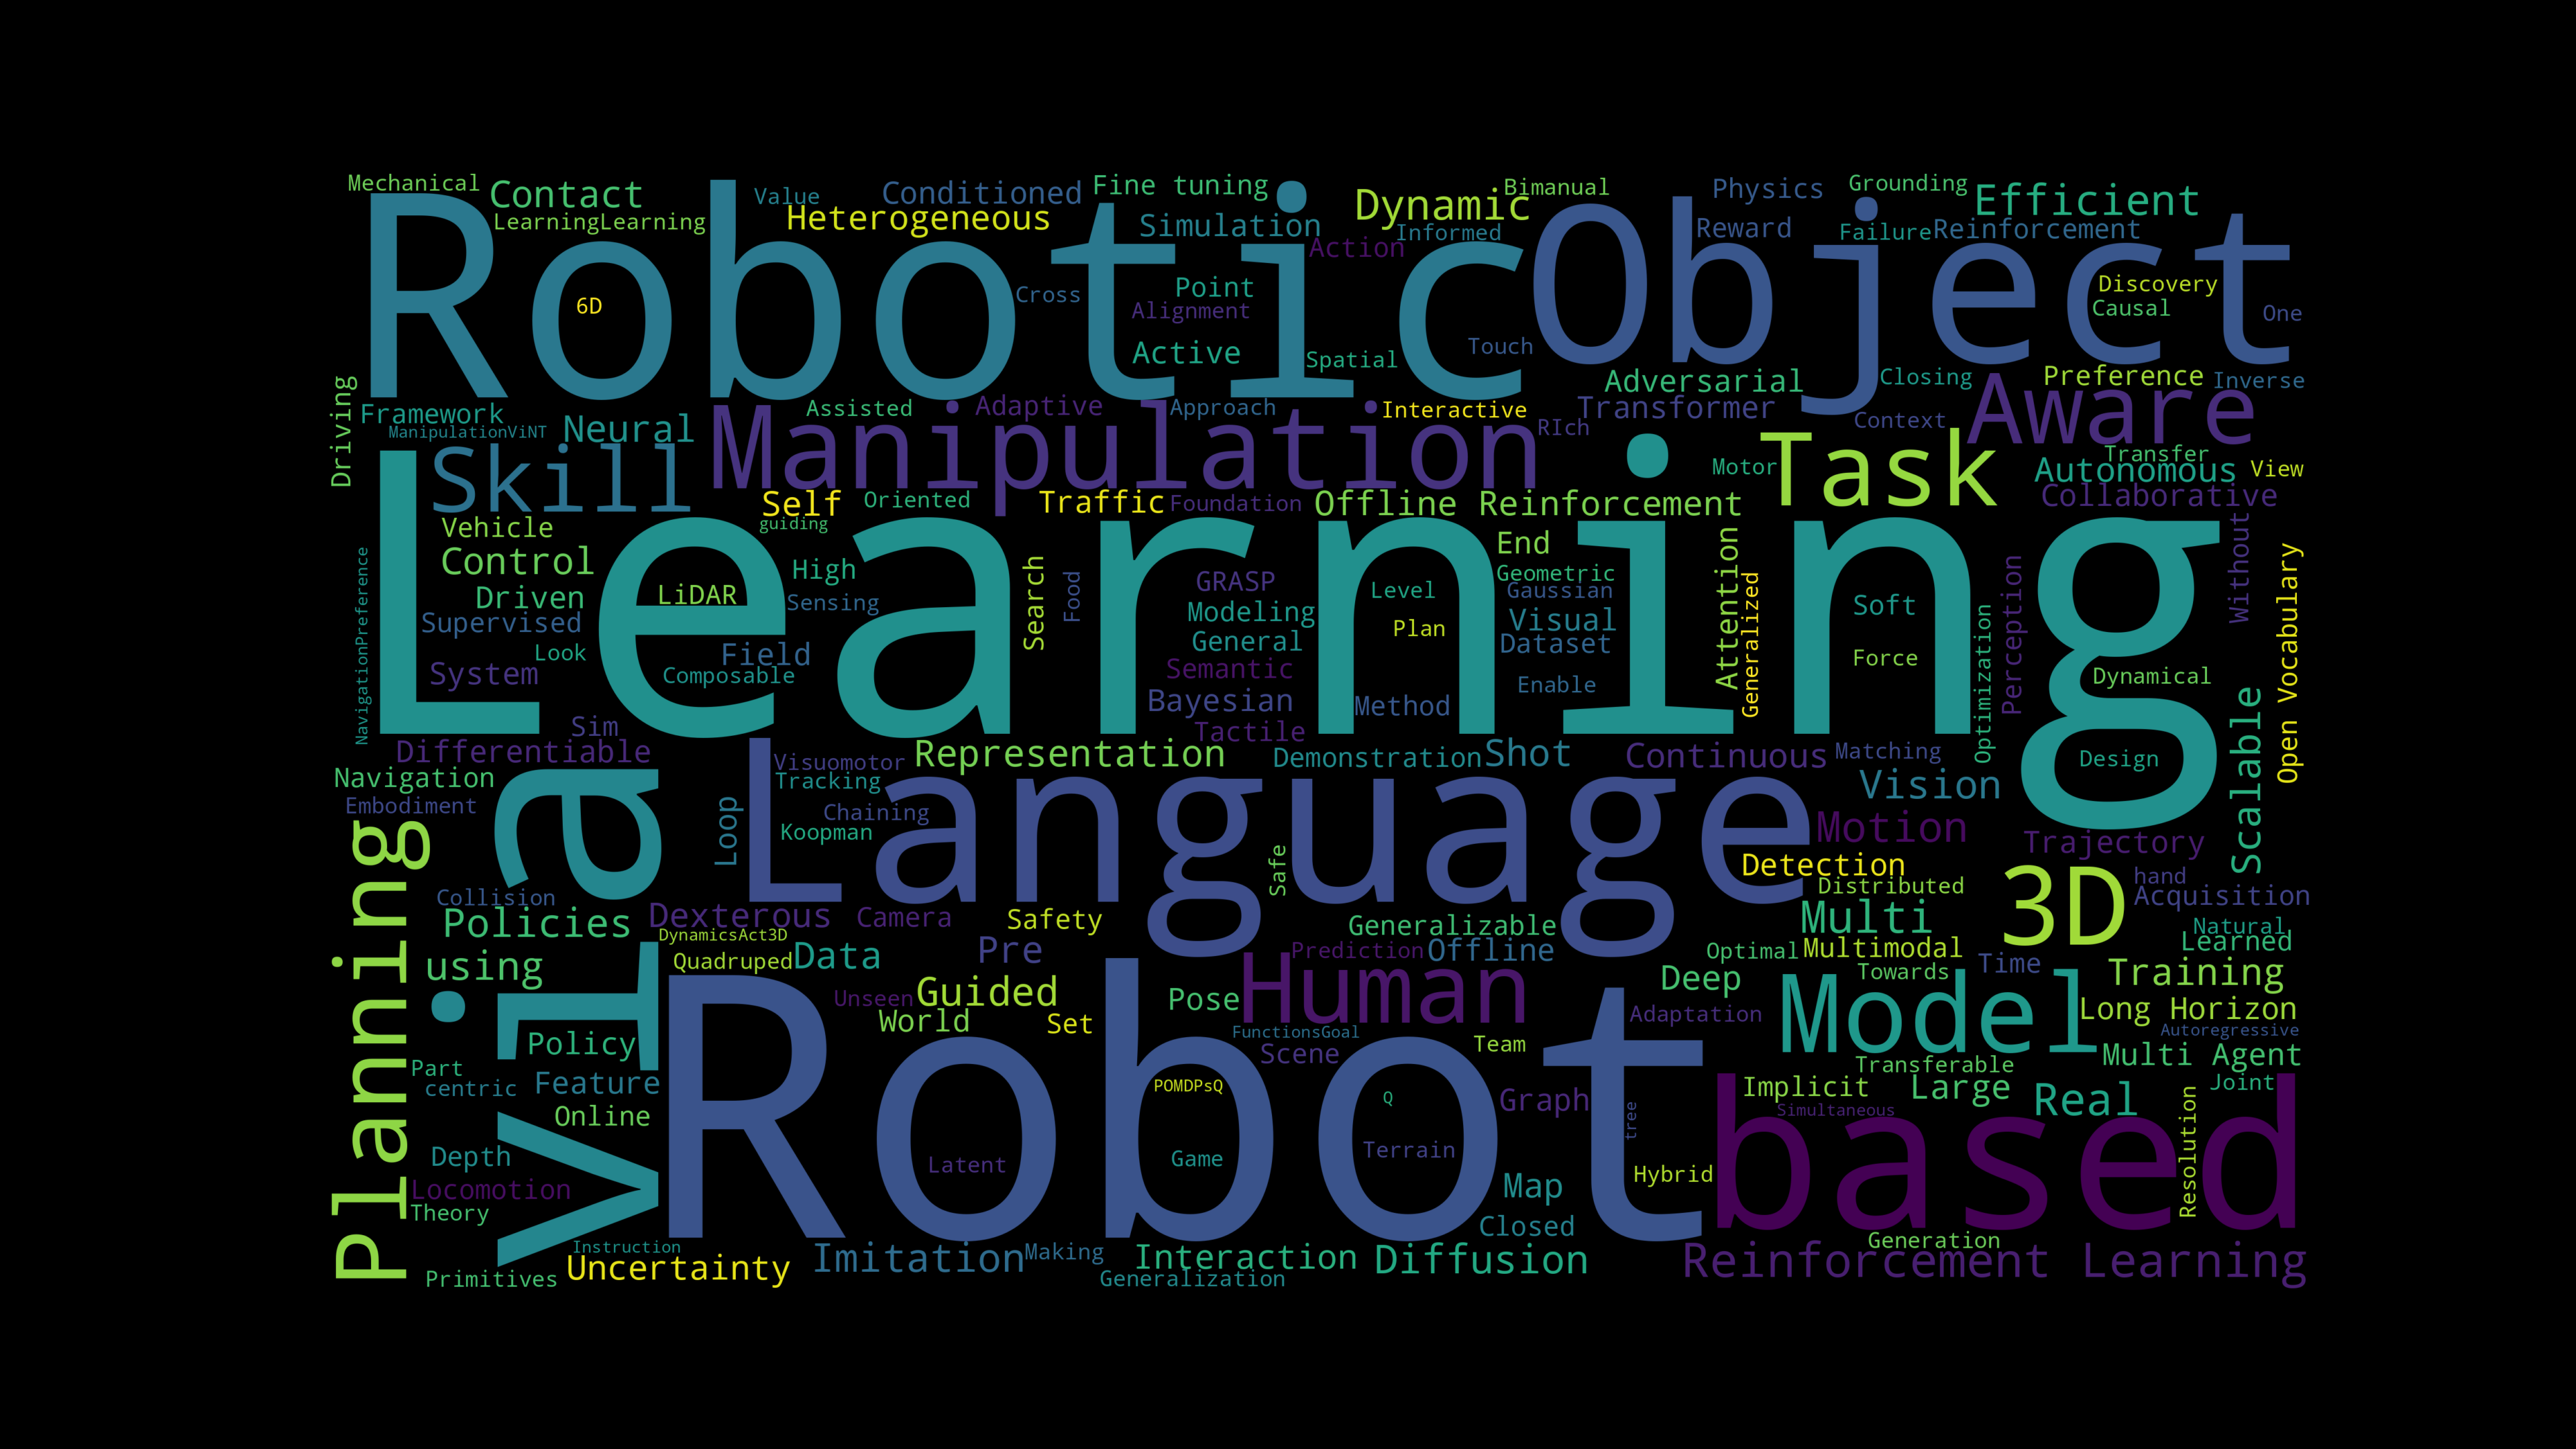 Mechanical
Contact
LearningLearning
Value
Conditioned
Heterogeneous
Fine tuning
Simulation
Dynamic
Bimanual
Informed
Action
Physics
Reward
Grounding
Failure
Reinforcement
Efficient
Robotic
Object
6D
Cross
Point
Alignment
Active
Spatial
Touch
Discovery
Causal
One
Driving
Framework
ManipulationViNT
Neural
Assisted
Adaptive
Approach
Interactive
RIch
Adversarial
Transformer
Closing
Context
Preference
Inverse
Aware
Manipulation
Skill
Self
guiding
Oriented
Traffic
Foundation
Offline Reinforcement
Motor
Task
Transfer
Autonomous
View
Collaborative
Learning
Vehicle
Control
Driven
Supervised
Look
System
NavigationPreference
LiDAR
High
Sensing
Field
Composable
Search
Food
GRASP
Modeling
General
Semantic
Bayesian
Tactile
Level
Plan
Method
End
Geometric
Gaussian
Visual
Dataset
Enable
Attention
Generalized
Soft
Force
Optimization
Perception
Without
Open Vocabulary
Dynamical
Design
Scalable
Sim
Differentiable
Navigation
Embodiment
via
Visuomotor
Tracking
Chaining
Koopman
Loop
Representation
Demonstration
Shot
Continuous
Matching
Vision
Language
Motion
Trajectory
Detection
Distributed
Safe
3D
hand
Acquisition
Planning
Collision
Policies
using
Dexterous
Camera
DynamicsAct3D
Quadruped
Data
Safety
Pre
Generalizable
Prediction
Offline
Multi
Optimal
Multimodal
Towards
Time
Natural
Learned
Training
Unseen
Guided
World
Set
Pose
Human
FunctionsGoal
Scene
Team
Deep
Adaptation
Model
Long Horizon
Autoregressive
Multi Agent
Transferable
Joint
Policy
Part
centric
Feature
Online
Robot
POMDPsQ
Q
Graph
tree
Implicit
Simultaneous
Large
Real
Resolution
based
Depth
Locomotion
Theory
Latent
Game
Terrain
Hybrid
Map
Closed
Instruction
Primitives
Uncertainty
Imitation
Making
Generalization
Interaction
Diffusion
Generation
Reinforcement Learning